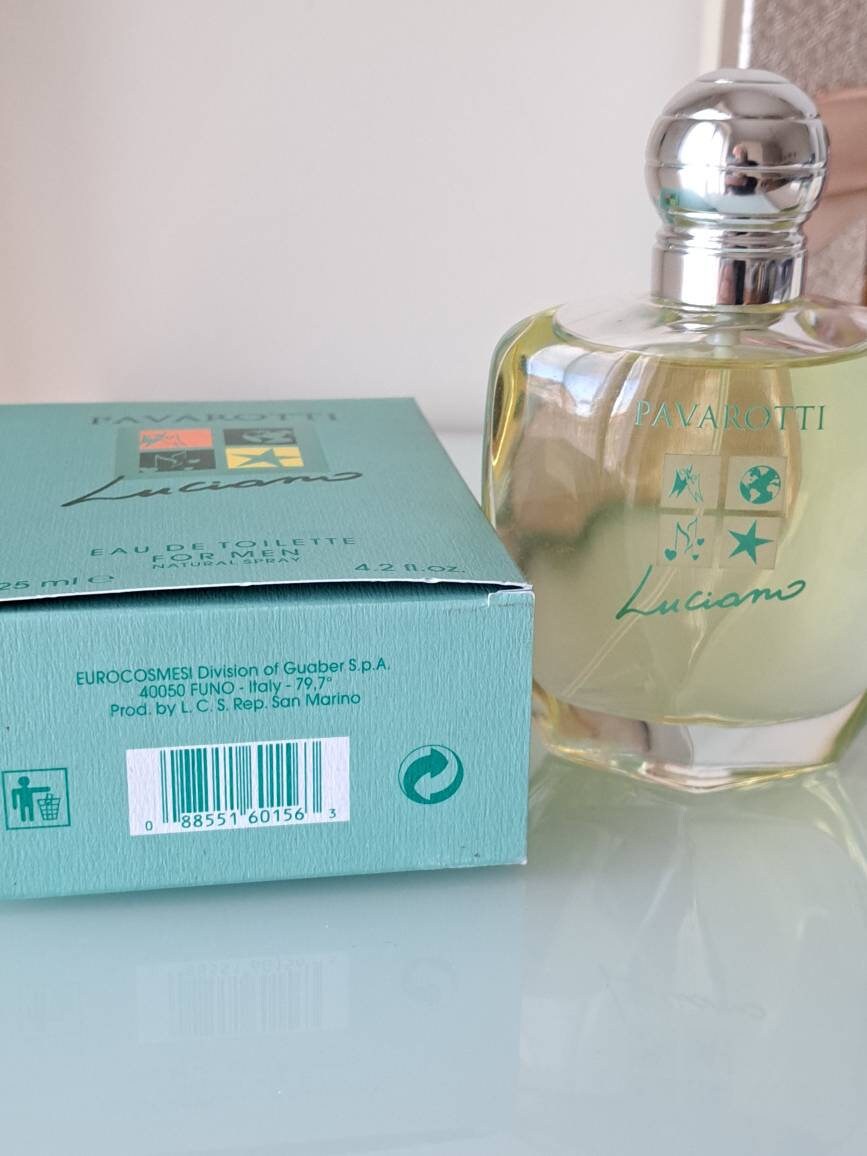 PAVAROTTI
Luciano
EAU DE TOILETTE
FOR MEN
NATURAL SPRAY
25 ml e
4.2 fl.oz.
EUROCOSMESI Division of Guaber S.p.A.
40050 FUNO - Italy - 79,7°
Prod. by L. C. S. Rep. San Marino
0 88551 60156 3
PAVAROTTI
Luciano